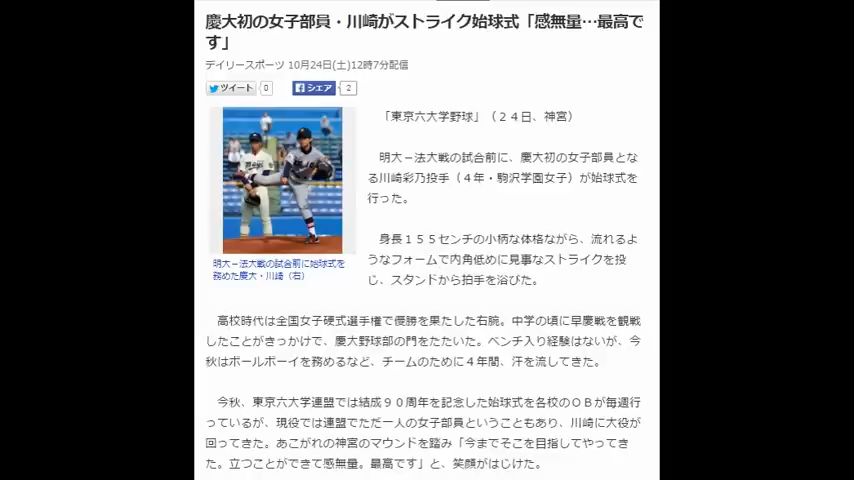 慶大初の女子部員・川崎がストライク始球式「感無量…最高で
す」
デイリースポーツ 10月24日(土)12時7分配信
ツイート 0 シェア 2
「東京六大学野球」（２４日、神宮）
明大－法大戦の試合前に、慶大初の女子部員とな
る川崎彩乃投手（４年・駒沢学園女子）が始球式を
行った。
身長１５５センチの小柄な体格ながら、流れるよ
うなフォームで内角低めに見事なストライクを投
じ、スタンドから拍手を浴びた。
明大－法大戦の試合前に始球式を
務めた慶大・川崎（右）
高校時代は全国女子硬式選手権で優勝を果たした右腕。中学の頃に早慶戦を観戦
したことがきっかけで、慶大野球部の門をたたいた。ベンチ入り経験はないが、今
秋はボールボーイを務めるなど、チームのために４年間、汗を流してきた。
今秋、東京六大学連盟では結成９０周年を記念した始球式を各校のＯＢが毎週行
っているが、現役では連盟でただ一人の女子部員ということもあり、川崎に大役が
回ってきた。あこがれの神宮のマウンドを踏み「今までそこを目指してやってき
た。立つことができて感無量。最高です」と、笑顔がはじけた。